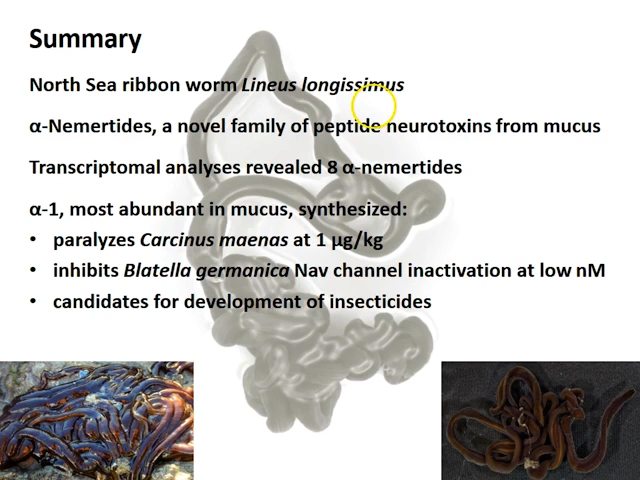 Summary
North Sea ribbon worm Lineus longissimus
α-Nemertides, a novel family of peptide neurotoxins from mucus
Transcriptomal analyses revealed 8 α-nemertides
α-1, most abundant in mucus, synthesized:
• paralyzes Carcinus maenas at 1 µg/kg
• inhibits Blatella germanica Nav channel inactivation at low nM
• candidates for development of insecticides